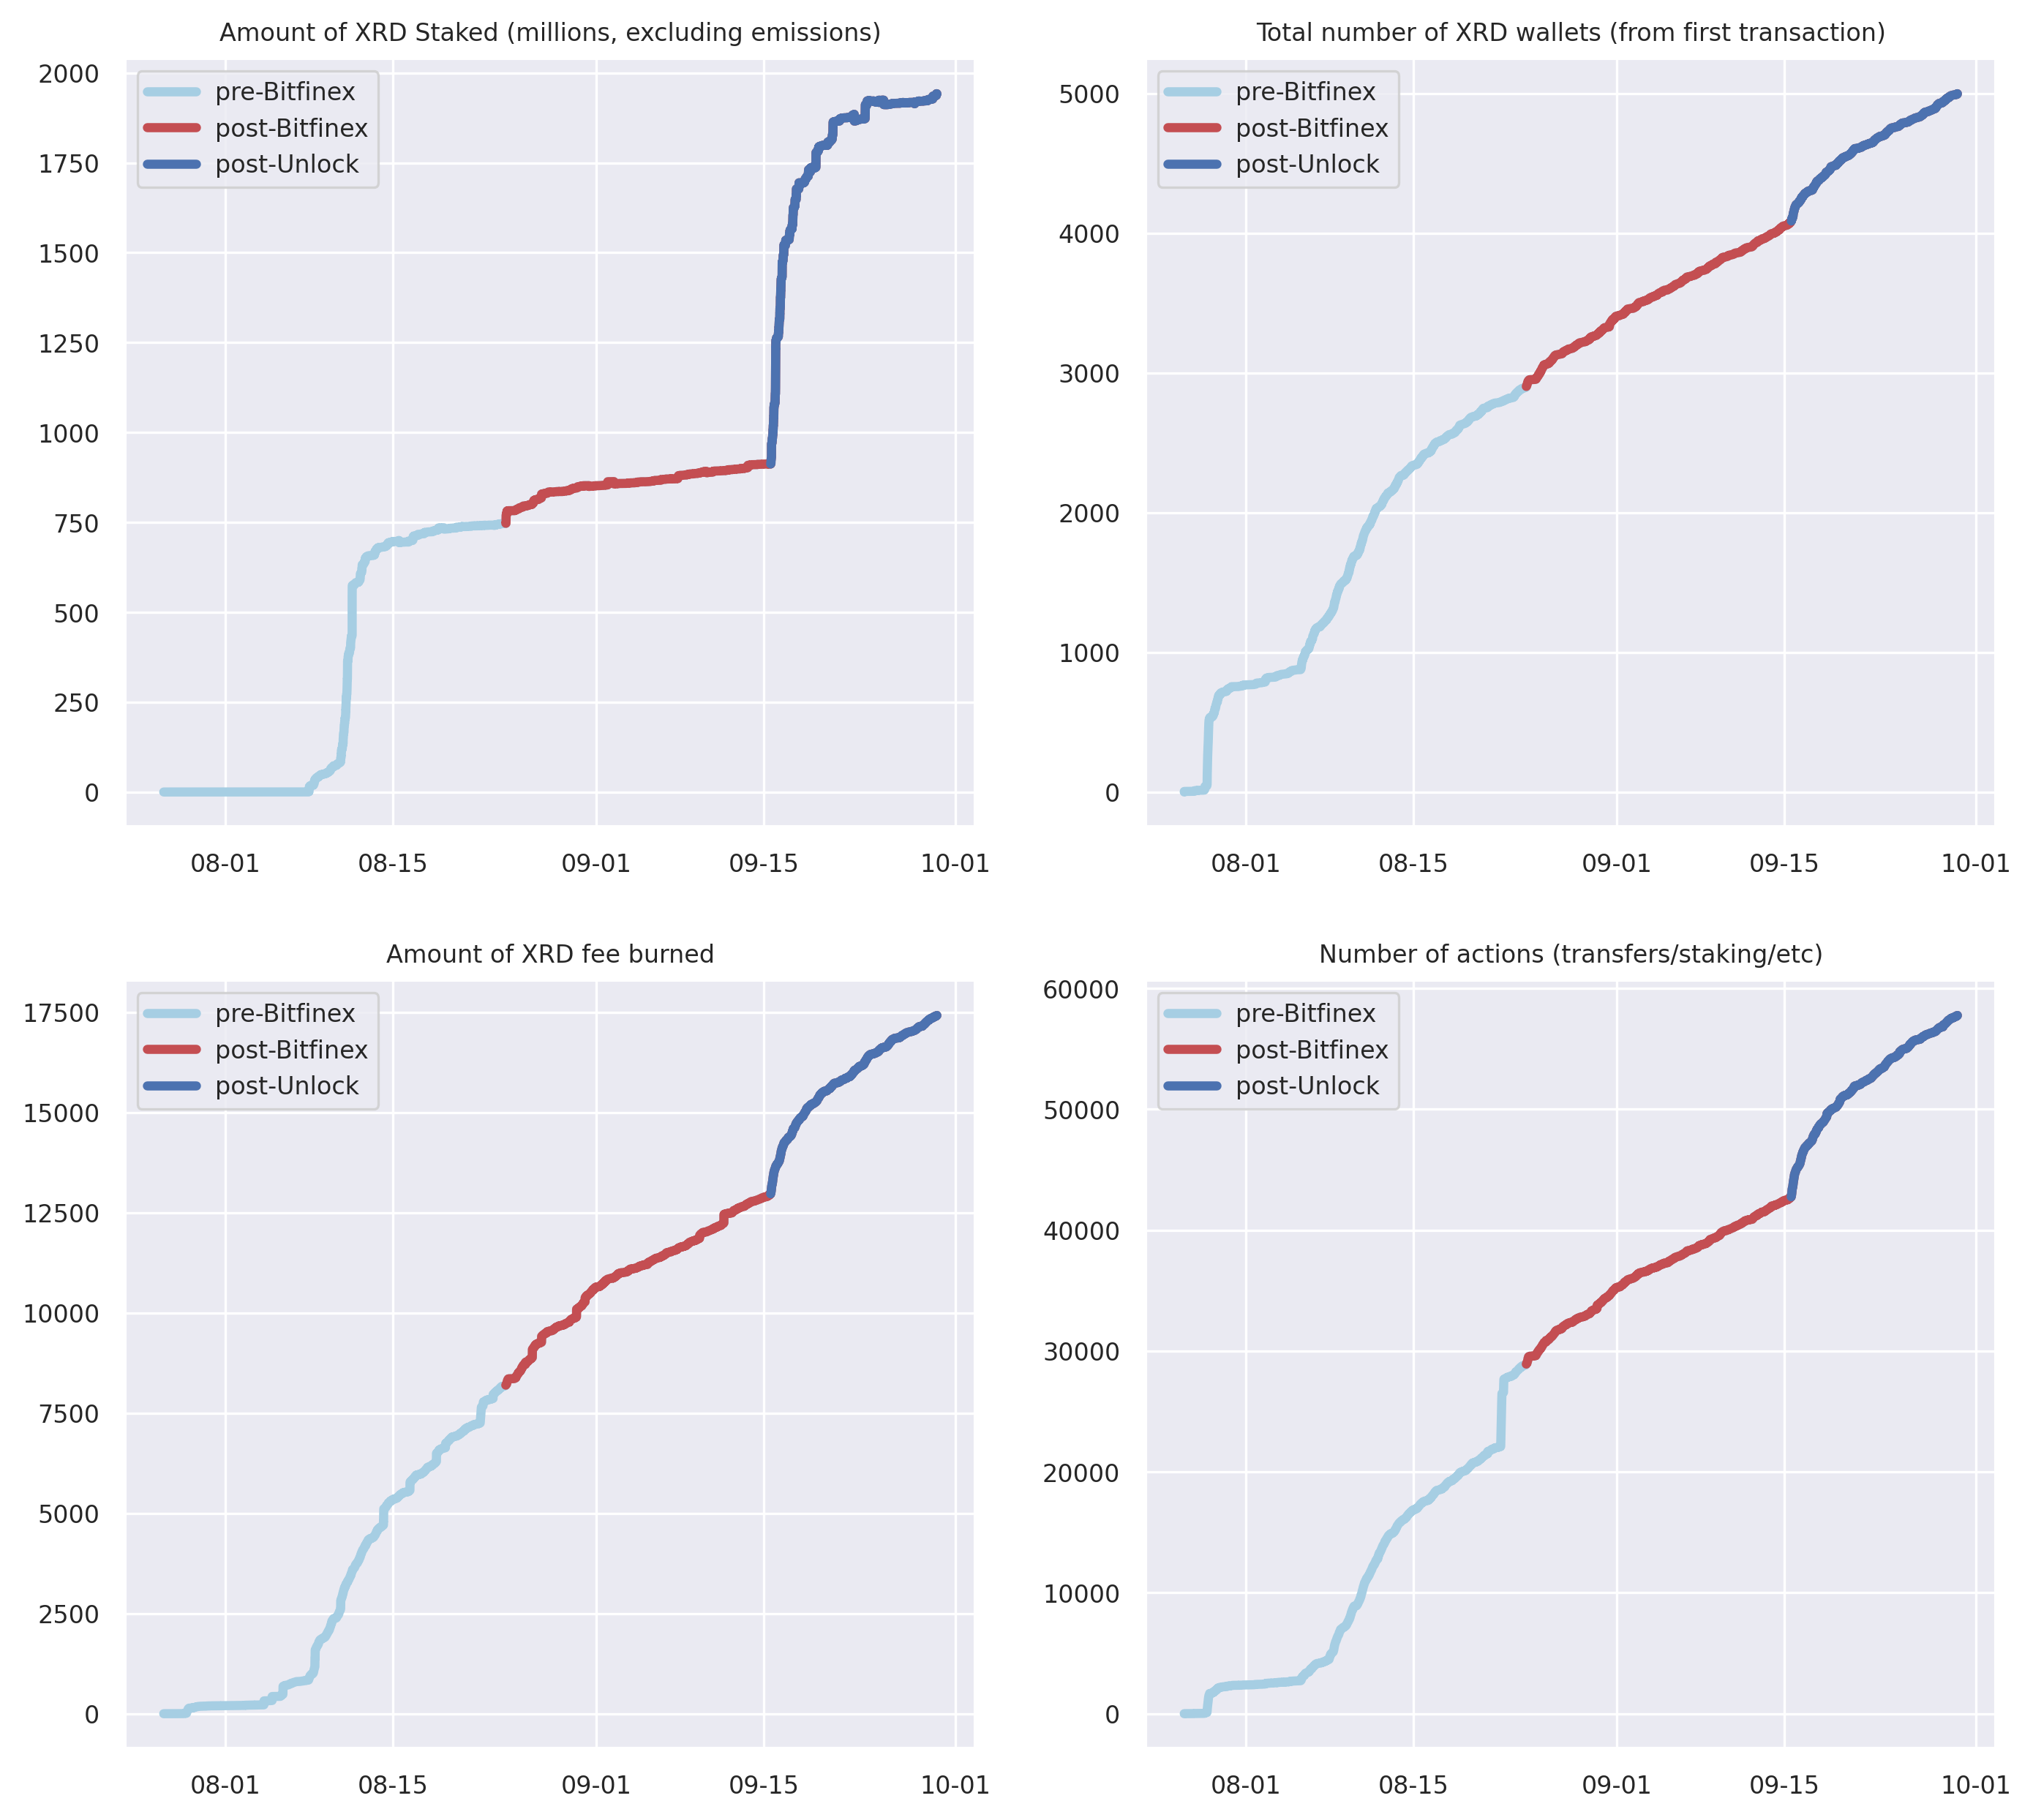 Amount of XRD Staked (millions, excluding emissions)
2000
1750
1500
1250
1000
750
500
250
0
pre-Bitfinex
post-Bitfinex
post-Unlock
08-01 08-15 09-01 09-15 10-01
Total number of XRD wallets (from first transaction)
5000
4000
3000
2000
1000
0
pre-Bitfinex
post-Bitfinex
post-Unlock
08-01 08-15 09-01 09-15 10-01
Amount of XRD fee burned
17500
15000
12500
10000
7500
5000
2500
0
pre-Bitfinex
post-Bitfinex
post-Unlock
08-01 08-15 09-01 09-15 10-01
Number of actions (transfers/staking/etc)
60000
50000
40000
30000
20000
10000
0
pre-Bitfinex
post-Bitfinex
post-Unlock
08-01 08-15 09-01 09-15 10-01